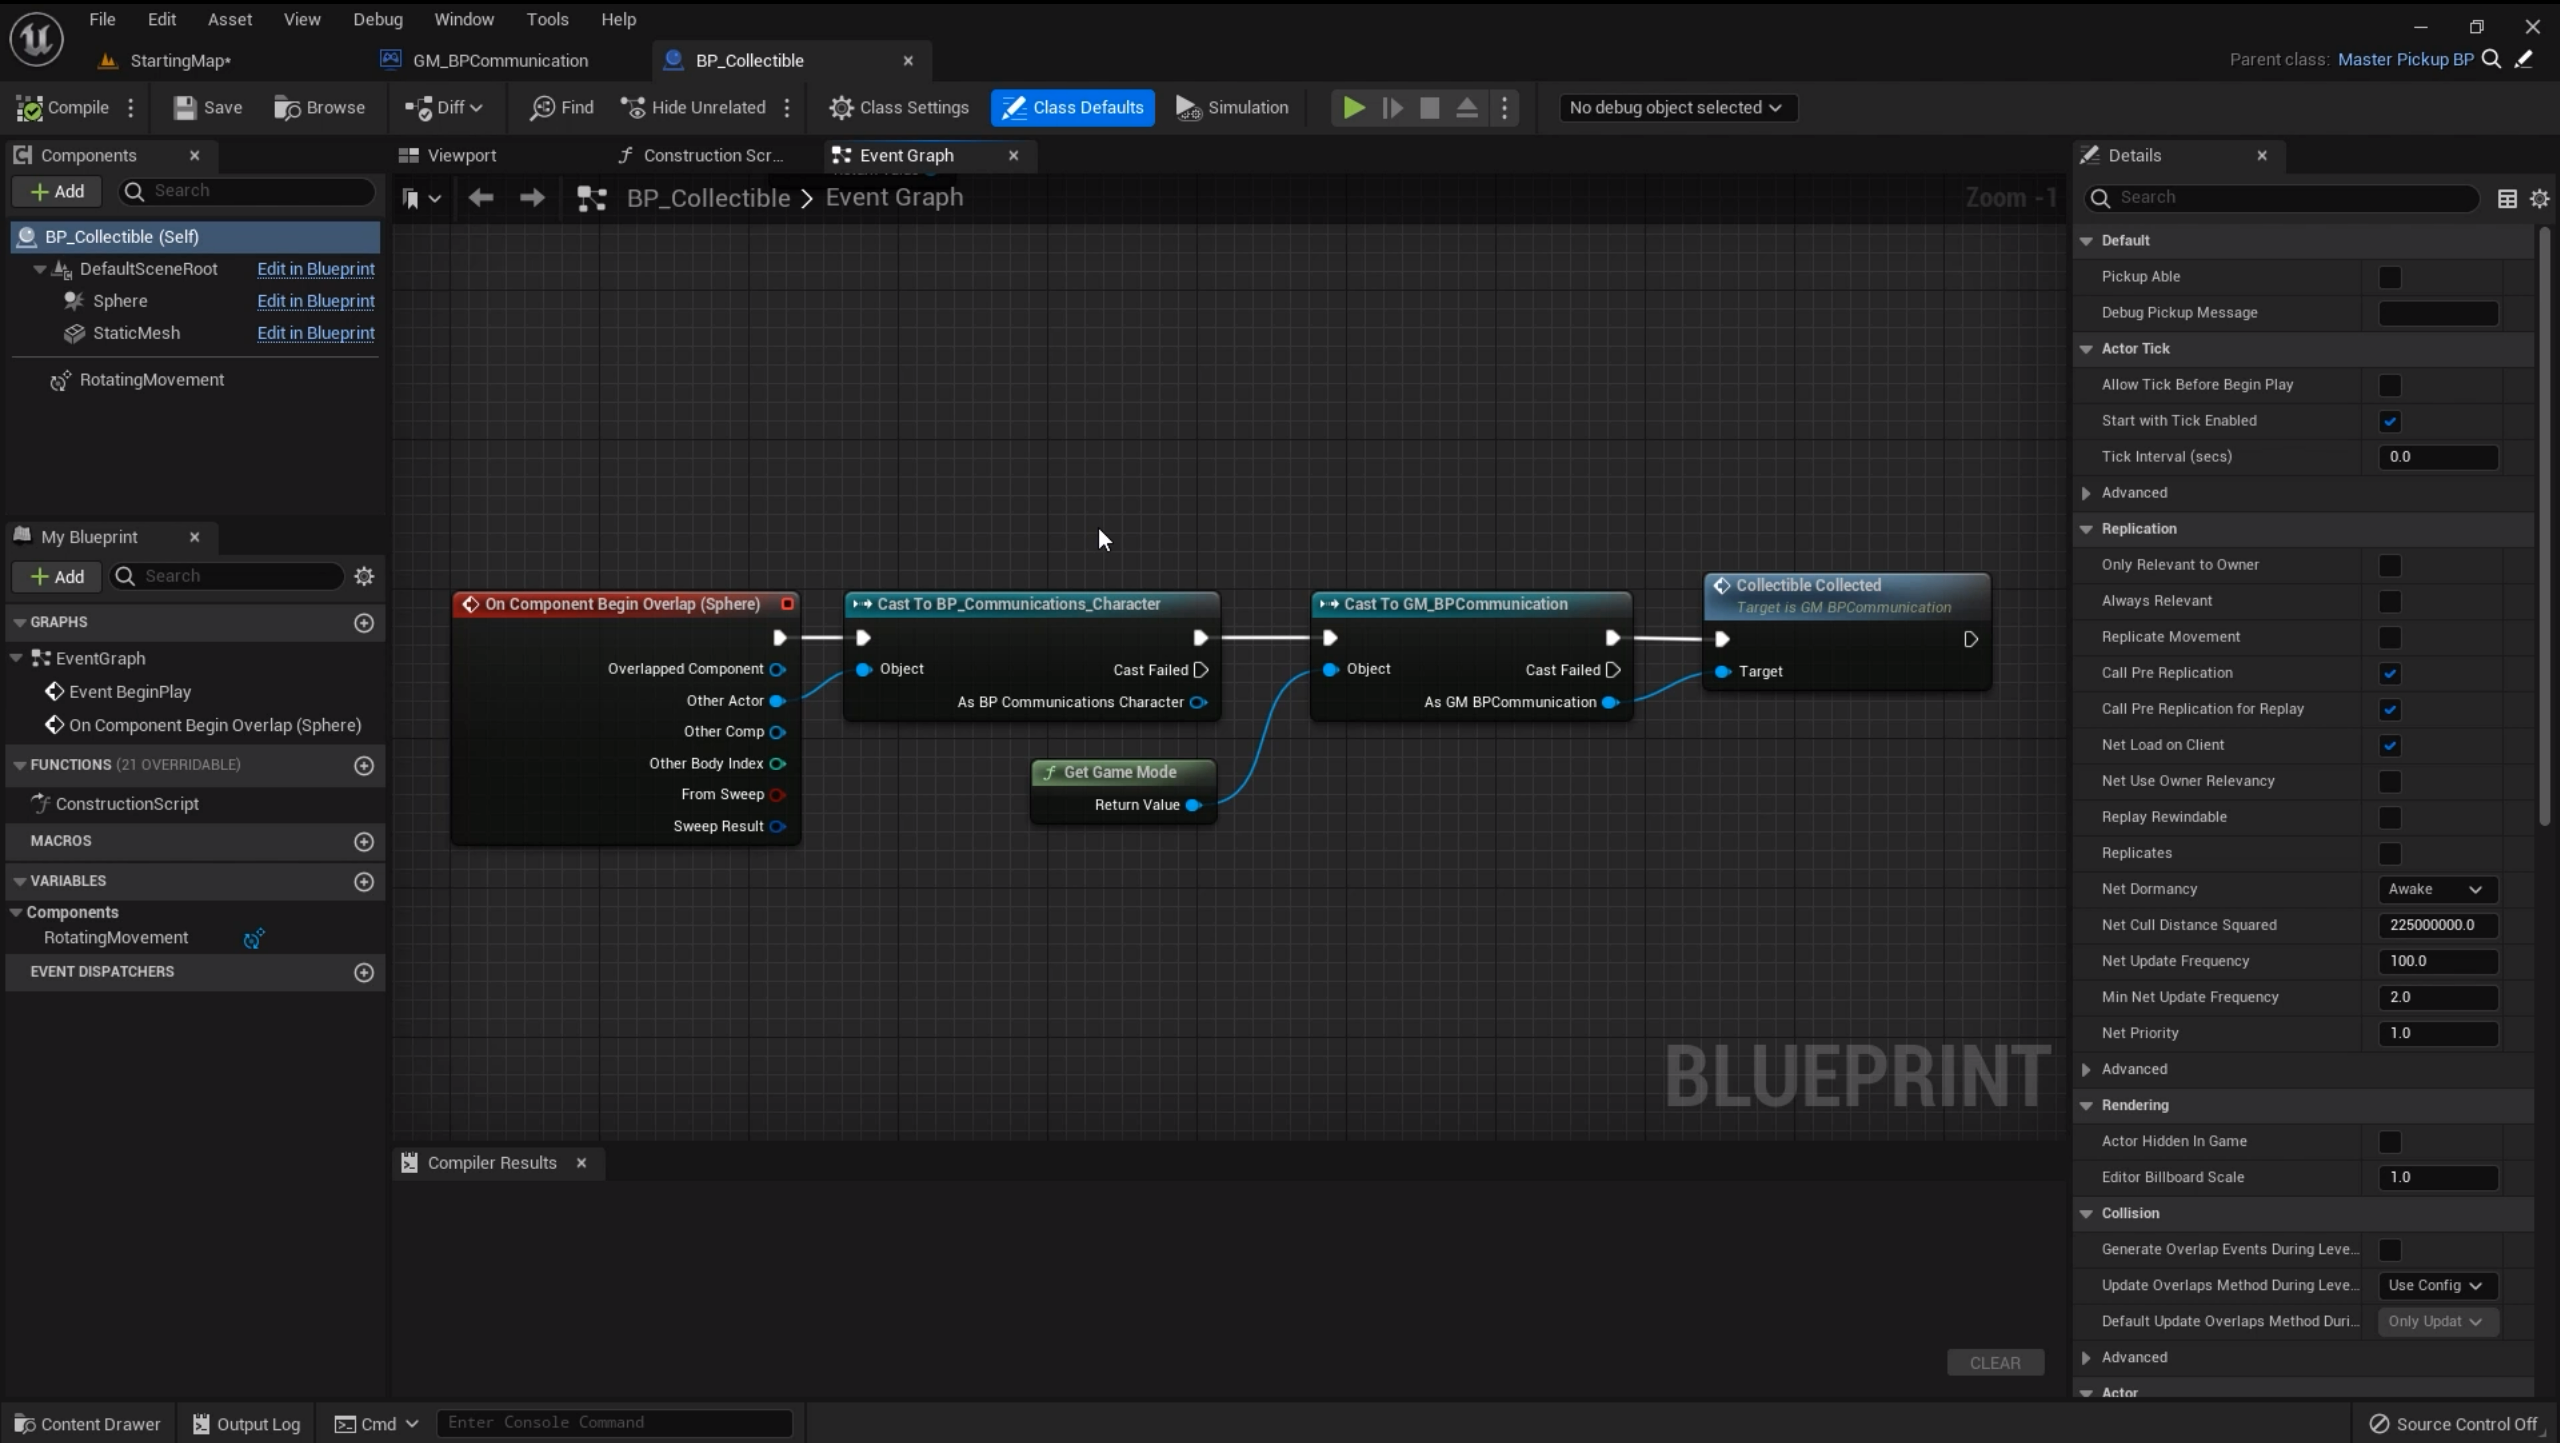 File Edit Asset View Debug Window Tools Help
StartingMap* GM_BPCommunication BP_Collectible
Parent class: Master Pickup BP
Compile Save Browse Diff Find Hide Unrelated Class Settings Class Defaults Simulation No debug object selected
Components
Add Search
BP_Collectible (Self)
DefaultSceneRoot Edit in Blueprint
Sphere Edit in Blueprint
StaticMesh Edit in Blueprint
RotatingMovement
My Blueprint
Add Search
GRAPHS
EventGraph
Event BeginPlay
On Component Begin Overlap (Sphere)
FUNCTIONS (21 OVERRIDABLE)
ConstructionScript
MACROS
VARIABLES
Components
RotatingMovement
EVENT DISPATCHERS
Viewport Construction Scr... Event Graph
BP_Collectible > Event Graph
Zoom -1
On Component Begin Overlap (Sphere)
Overlapped Component
Other Actor
Other Comp
Other Body Index
From Sweep
Sweep Result
Cast To BP_Communications_Character
Object
Cast Failed
As BP Communications Character
Get Game Mode
Return Value
Cast To GM_BPCommunication
Object
Cast Failed
As GM BPCommunication
Collectible Collected
Target is GM BPCommunication
Target
BLUEPRINT
Compiler Results
CLEAR
Details
Search
Default
Pickup Able
Debug Pickup Message
Actor Tick
Allow Tick Before Begin Play
Start with Tick Enabled
Tick Interval (secs) 0.0
Advanced
Replication
Only Relevant to Owner
Always Relevant
Replicate Movement
Call Pre Replication
Call Pre Replication for Replay
Net Load on Client
Net Use Owner Relevancy
Replay Rewindable
Replicates
Net Dormancy Awake
Net Cull Distance Squared 225000000.0
Net Update Frequency 100.0
Min Net Update Frequency 2.0
Net Priority 1.0
Advanced
Rendering
Actor Hidden In Game
Editor Billboard Scale 1.0
Collision
Generate Overlap Events During Leve...
Update Overlaps Method During Leve... Use Config
Default Update Overlaps Method Duri... Only Updat
Advanced
Actor
Content Drawer Output Log Cmd Enter Console Command
Source Control Off